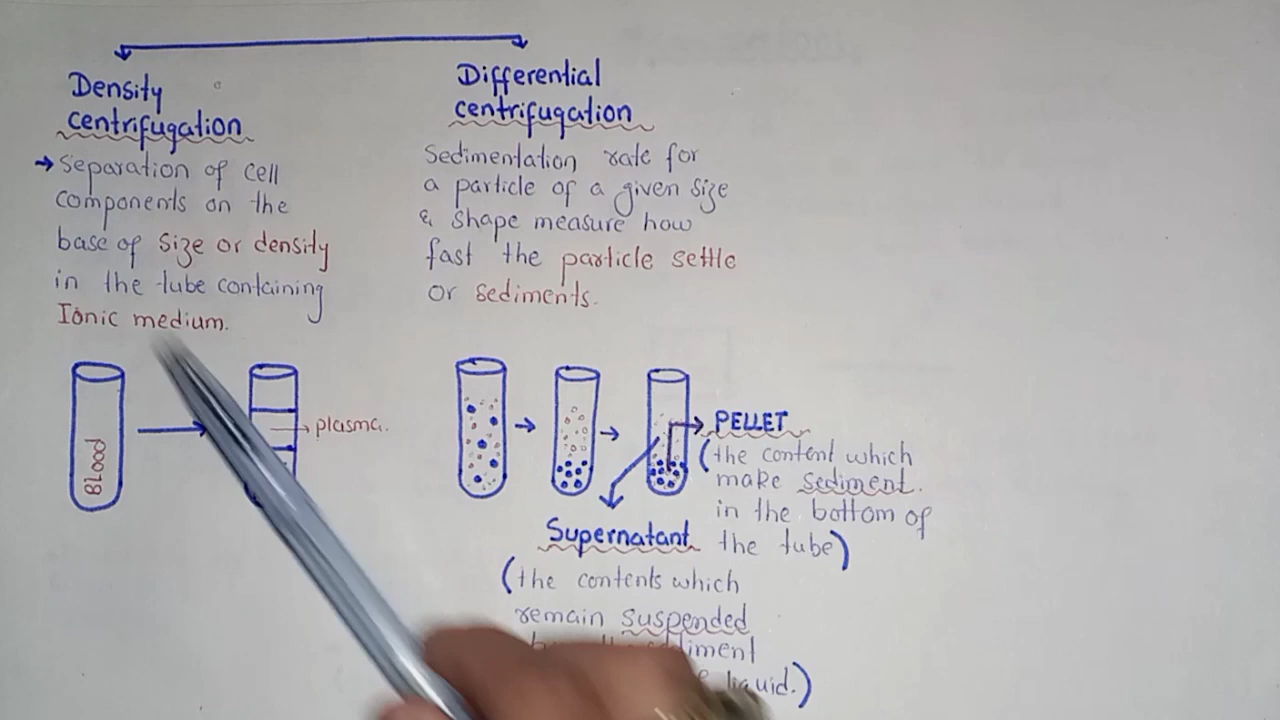 Density
centrifugation
→ Separation of cell
components on the
base of size or density
in the tube containing
Ionic medium.
Blood
plasma.
Differential
centrifugation
Sedimentation rate for
a particle of a given size
& shape measure how
fast the particle settle
or sediments.
PELLET
(the content which
make sediment.
in the bottom of
the tube)
Supernatant
(the contents which
remain suspended
liquid.)